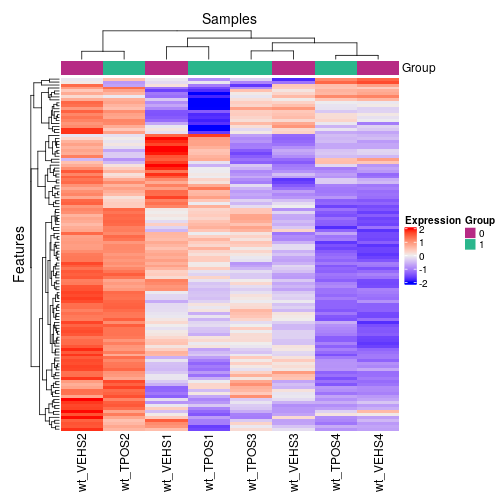 Samples
Group
Features
Expression
2
1
0
-1
-2
Group
0
1
wt_VEHS2
wt_TPOS2
wt_VEHS1
wt_TPOS1
wt_TPOS3
wt_VEHS3
wt_TPOS4
wt_VEHS4